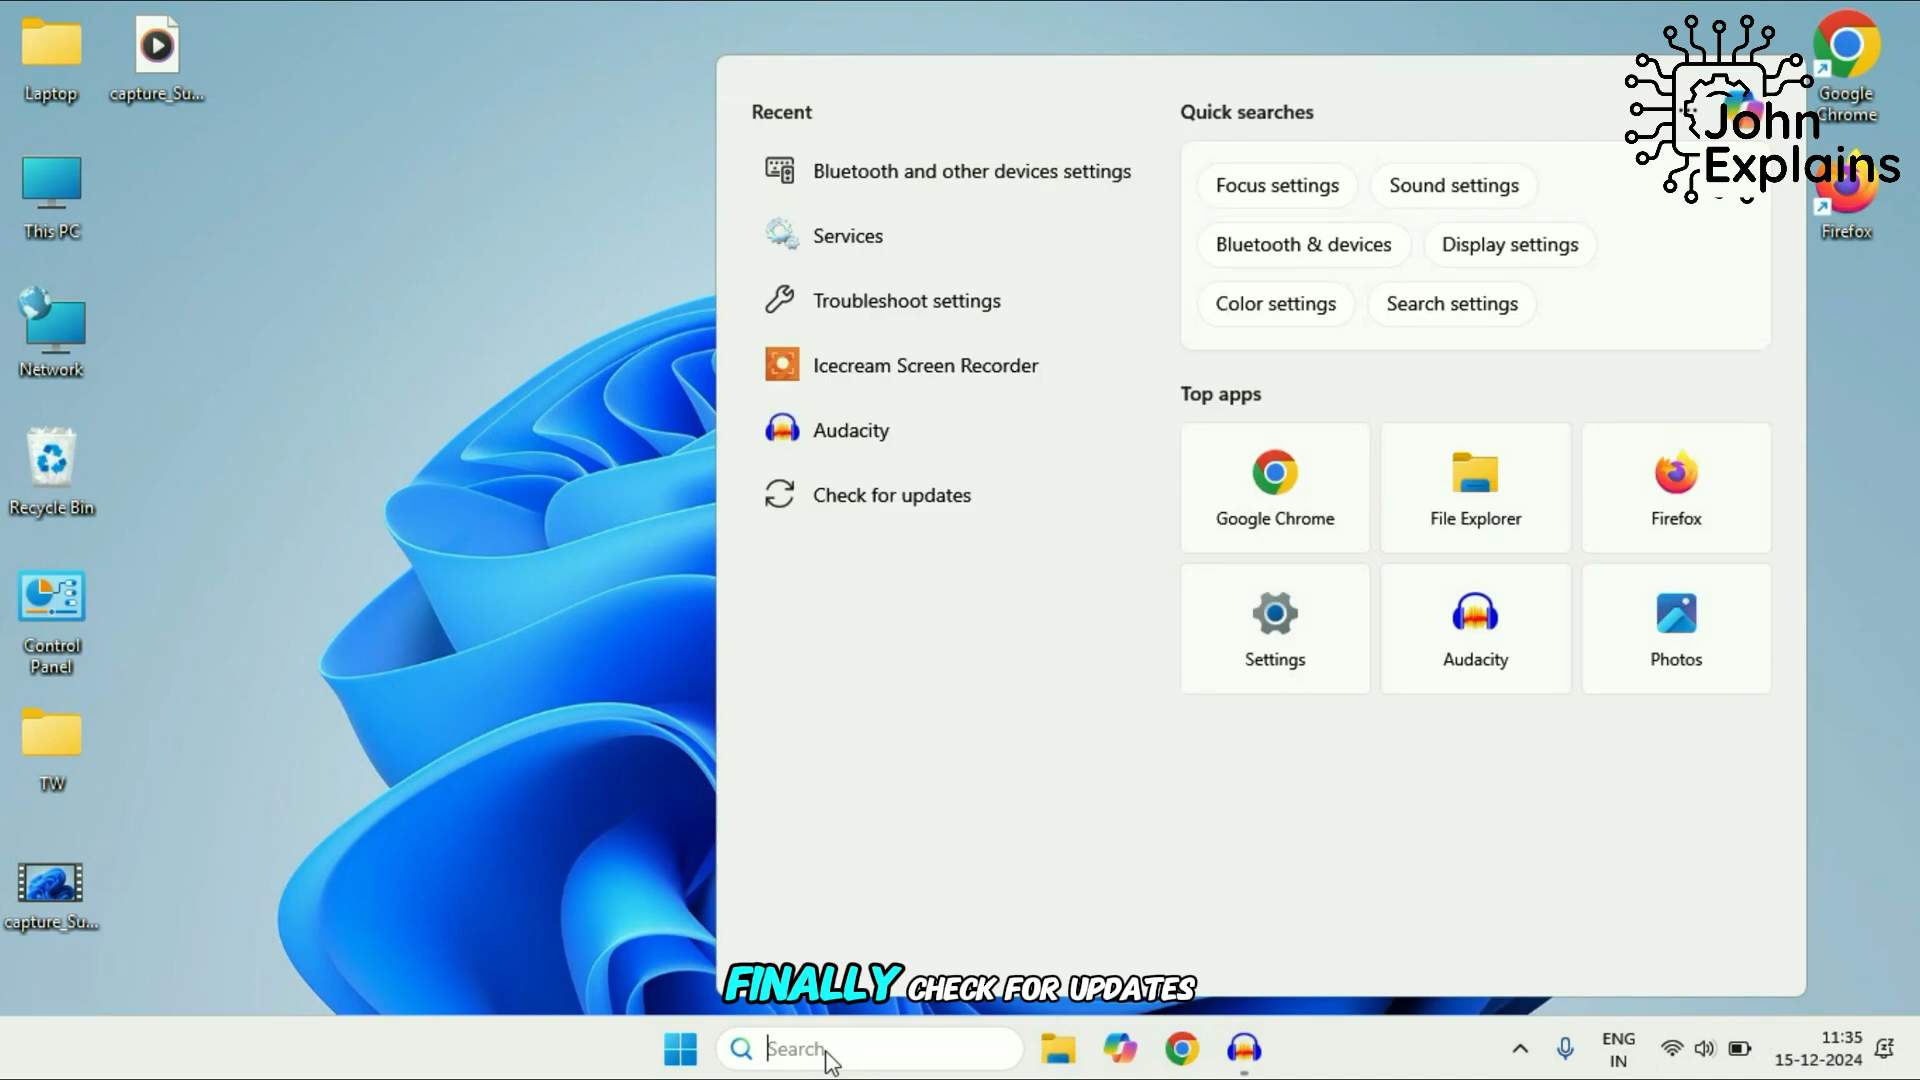 Laptop
capture_Su...
This PC
Network
Recycle Bin
Control
Panel
TW
capture_Su...
Recent
Bluetooth and other devices settings
Services
Troubleshoot settings
Icecream Screen Recorder
Audacity
Check for updates
Quick searches
Focus settings
Sound settings
Bluetooth & devices
Display settings
Color settings
Search settings
Top apps
Google Chrome
File Explorer
Firefox
Settings
Audacity
Photos
John
Explains
Google
Chrome
Firefox
FINALLY CHECK FOR UPDATES
Search
ENG
IN
11:35
15-12-2024